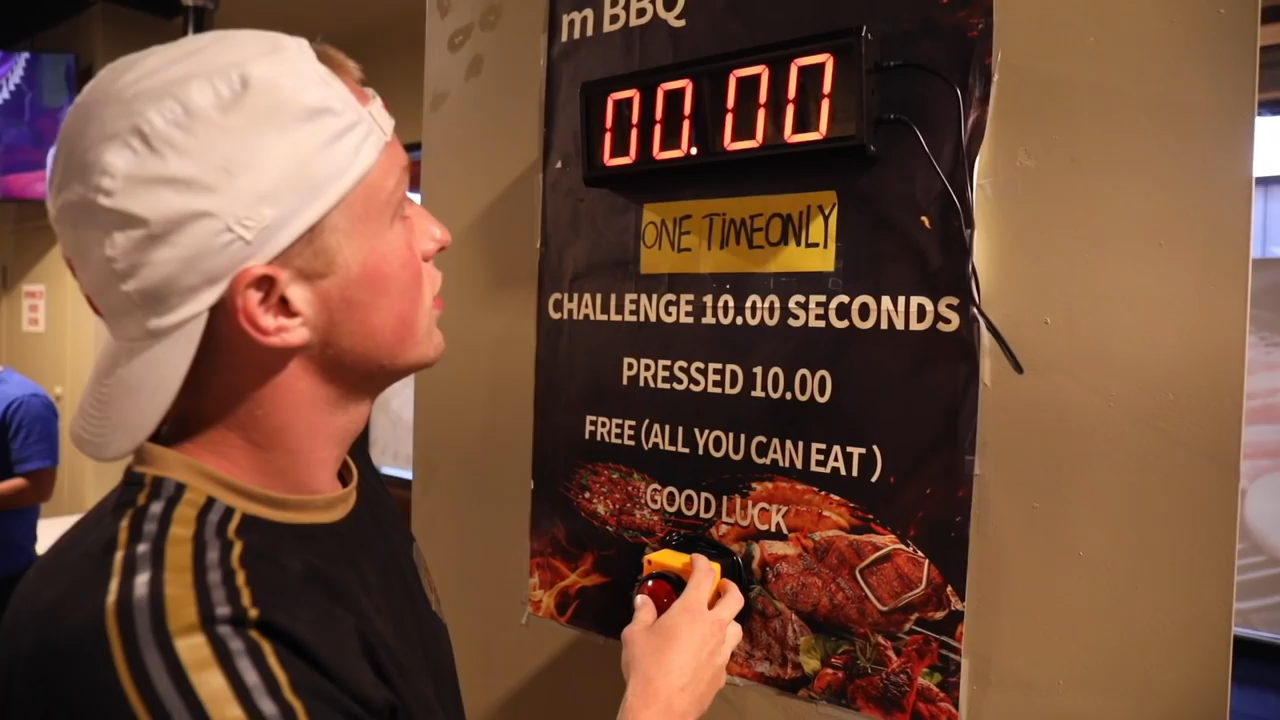 m BBQ
00.00
ONE TIMEONLY
CHALLENGE 10.00 SECONDS
PRESSED 10.00
FREE (ALL YOU CAN EAT )
GOOD LUCK